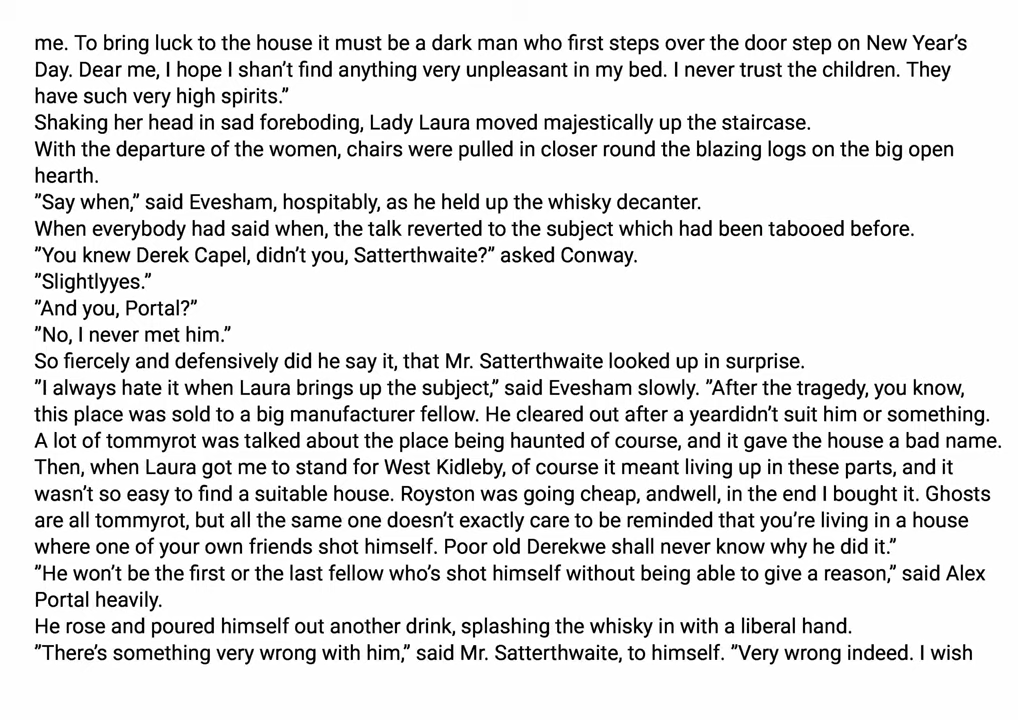 me. To bring luck to the house it must be a dark man who first steps over the door step on New Year’s
Day. Dear me, I hope I shan’t find anything very unpleasant in my bed. I never trust the children. They
have such very high spirits.”
Shaking her head in sad foreboding, Lady Laura moved majestically up the staircase.
With the departure of the women, chairs were pulled in closer round the blazing logs on the big open
hearth.
”Say when,” said Evesham, hospitably, as he held up the whisky decanter.
When everybody had said when, the talk reverted to the subject which had been tabooed before.
”You knew Derek Capel, didn’t you, Satterthwaite?” asked Conway.
”Slightlyyes.”
”And you, Portal?”
”No, I never met him.”
So fiercely and defensively did he say it, that Mr. Satterthwaite looked up in surprise.
”I always hate it when Laura brings up the subject,” said Evesham slowly. ”After the tragedy, you know,
this place was sold to a big manufacturer fellow. He cleared out after a yeardidn’t suit him or something.
A lot of tommyrot was talked about the place being haunted of course, and it gave the house a bad name.
Then, when Laura got me to stand for West Kidleby, of course it meant living up in these parts, and it
wasn’t so easy to find a suitable house. Royston was going cheap, andwell, in the end I bought it. Ghosts
are all tommyrot, but all the same one doesn’t exactly care to be reminded that you’re living in a house
where one of your own friends shot himself. Poor old Derekwe shall never know why he did it.”
”He won’t be the first or the last fellow who’s shot himself without being able to give a reason,” said Alex
Portal heavily.
He rose and poured himself out another drink, splashing the whisky in with a liberal hand.
”There’s something very wrong with him,” said Mr. Satterthwaite, to himself. ”Very wrong indeed. I wish